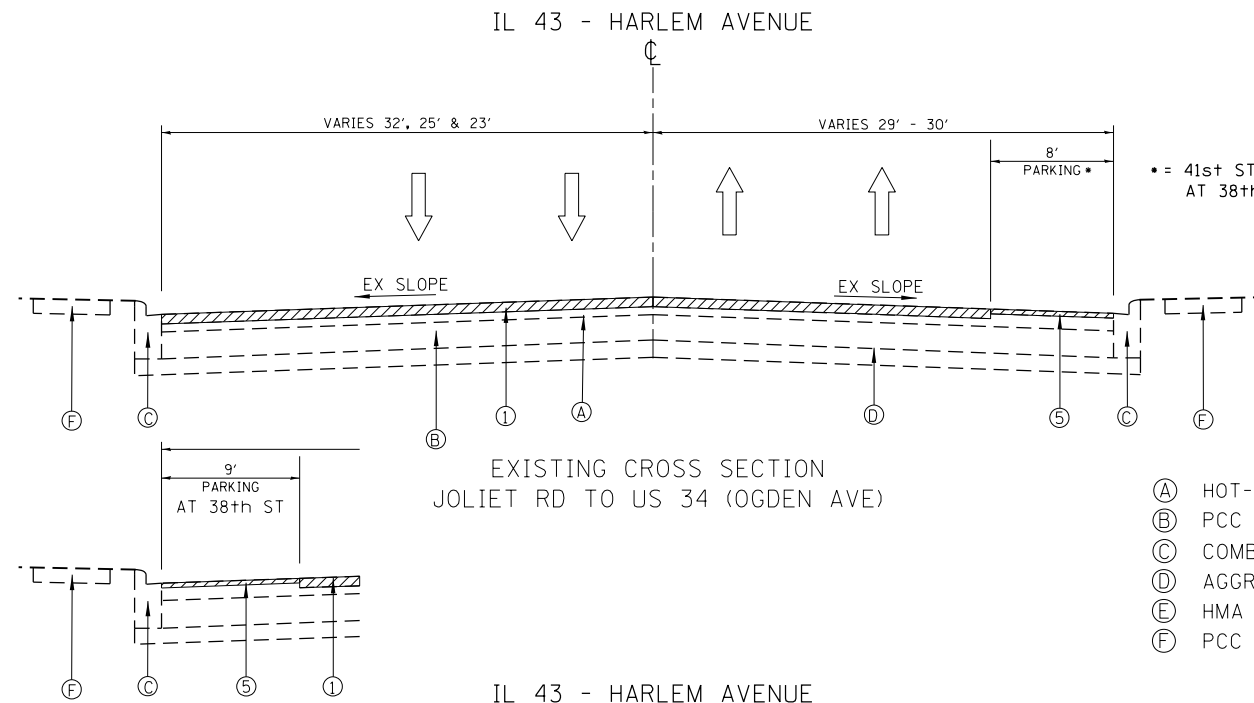 IL 43 - HARLEM AVENUE
℄
VARIES 32', 25' & 23'
VARIES 29' - 30'
8'
PARKING *
* = 41st ST
AT 38th
EX SLOPE
EX SLOPE
F
C
B
1
A
D
5
C
F
9'
PARKING
AT 38th ST
EXISTING CROSS SECTION
JOLIET RD TO US 34 (OGDEN AVE)
A HOT-
B PCC
C COMB
D AGGR
E HMA
F PCC
F
C
5
1
IL 43 - HARLEM AVENUE